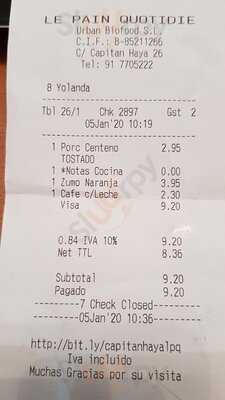 LE PAIN QUOTIDIE
Urban Biofood S.L.
C.I.F.: B-85211266
C/ Capitan Haya 26
Tel: 91 7705222
8 Yolanda
Tbl 26/1 Chk 2897 Gst 2
05Jan'20 10:19
1 Porc Centeno 2.95
TOSTADO
1 *Notas Cocina 0.00
1 Zumo Naranja 3.95
1 Cafe c/Leche 2.30
Visa 9.20
0.84 IVA 10% 9.20
Net TTL 8.36
Subtotal 9.20
Pagado 9.20
---------7 Check Closed---------
---------05Jan'20 10:36---------
http://bit.ly/capitanhayalpq
Iva incluido
Muchas Gracias por su visita